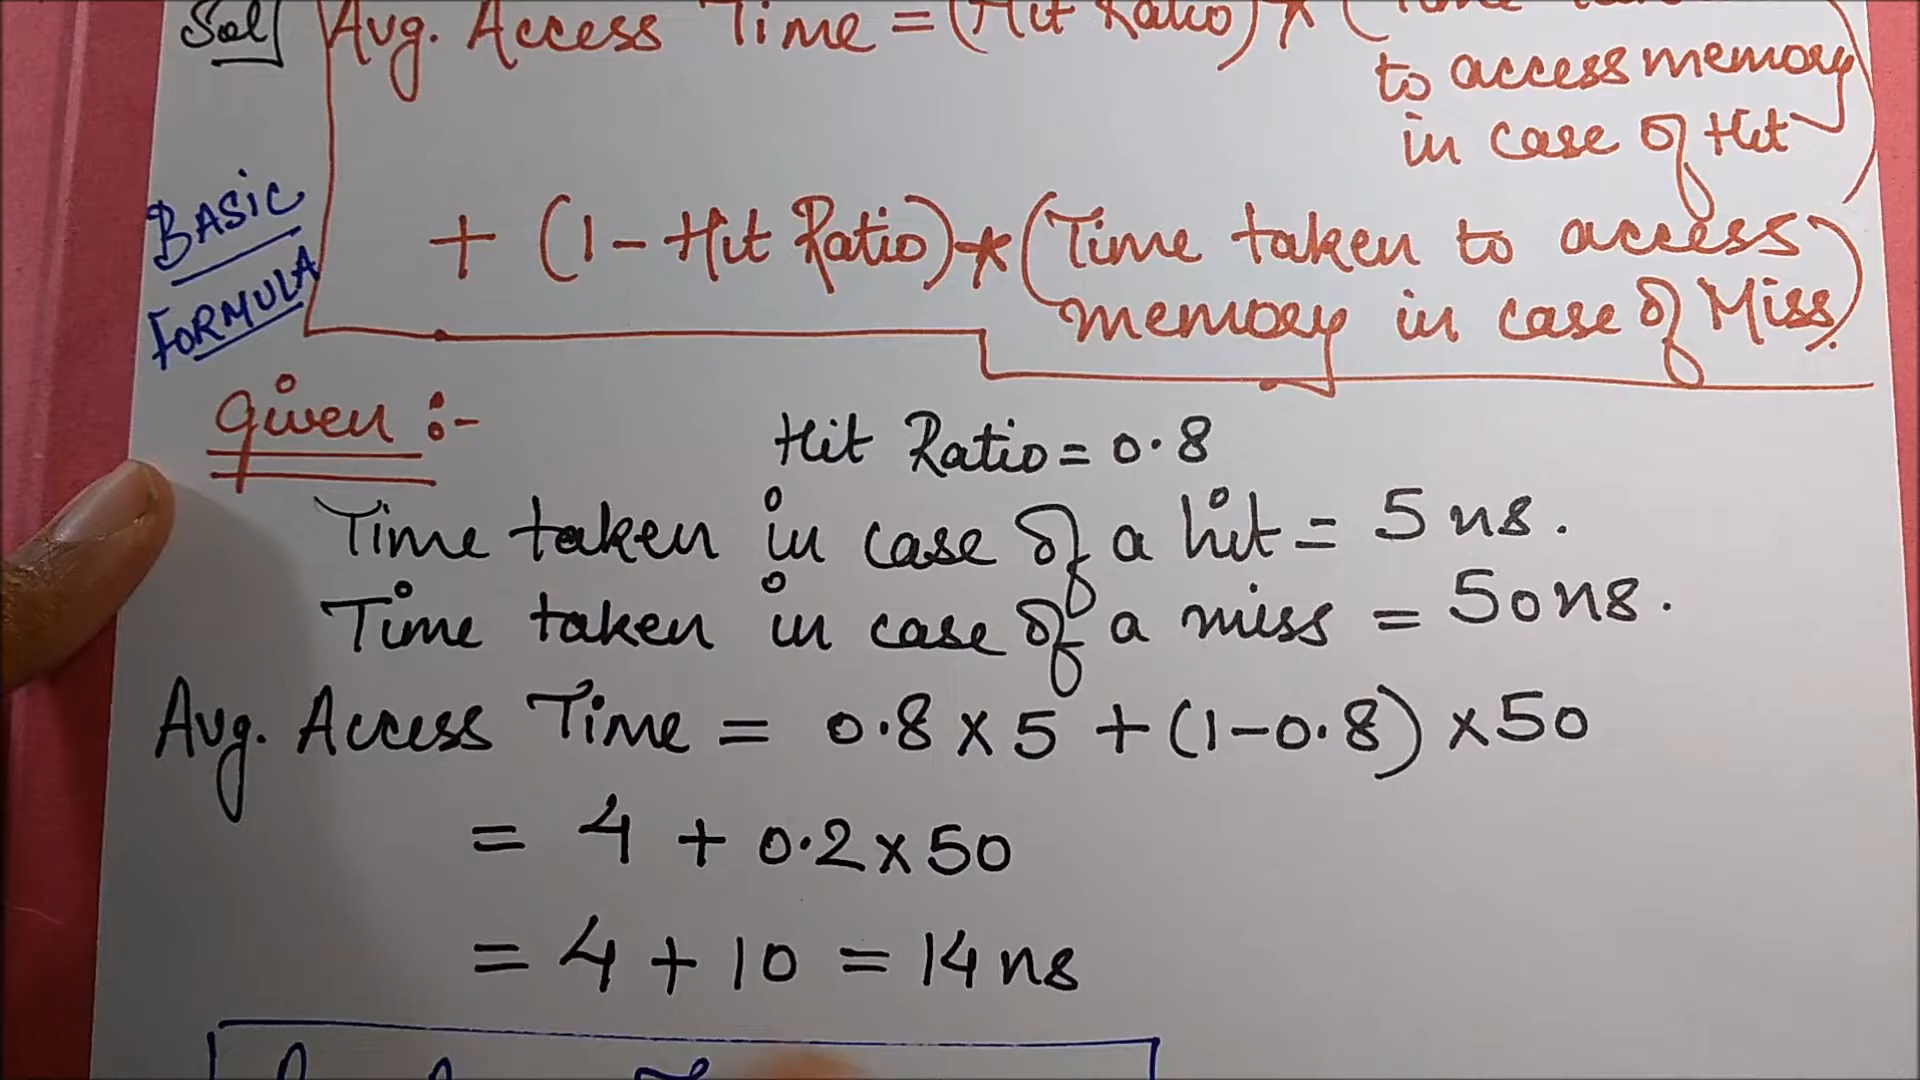 Sol Avg. Access Time = (Hit Ratio) * (Time
to access memory
in case of Hit
+ (1 - Hit Ratio) * (Time taken to access
memory in case of Miss)
BASIC
FORMULA
Given :-
Hit Ratio = 0.8
Time taken in case of a hit = 5 ns.
Time taken in case of a miss = 50 ns.
Avg. Access Time = 0.8 x 5 + (1-0.8) x 50
= 4 + 0.2 x 50
= 4 + 10 = 14 ns